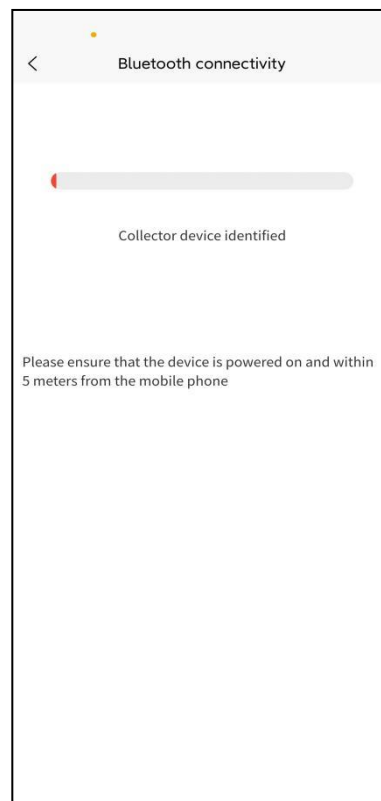 Bluetooth connectivity
Collector device identified
Please ensure that the device is powered on and within
5 meters from the mobile phone